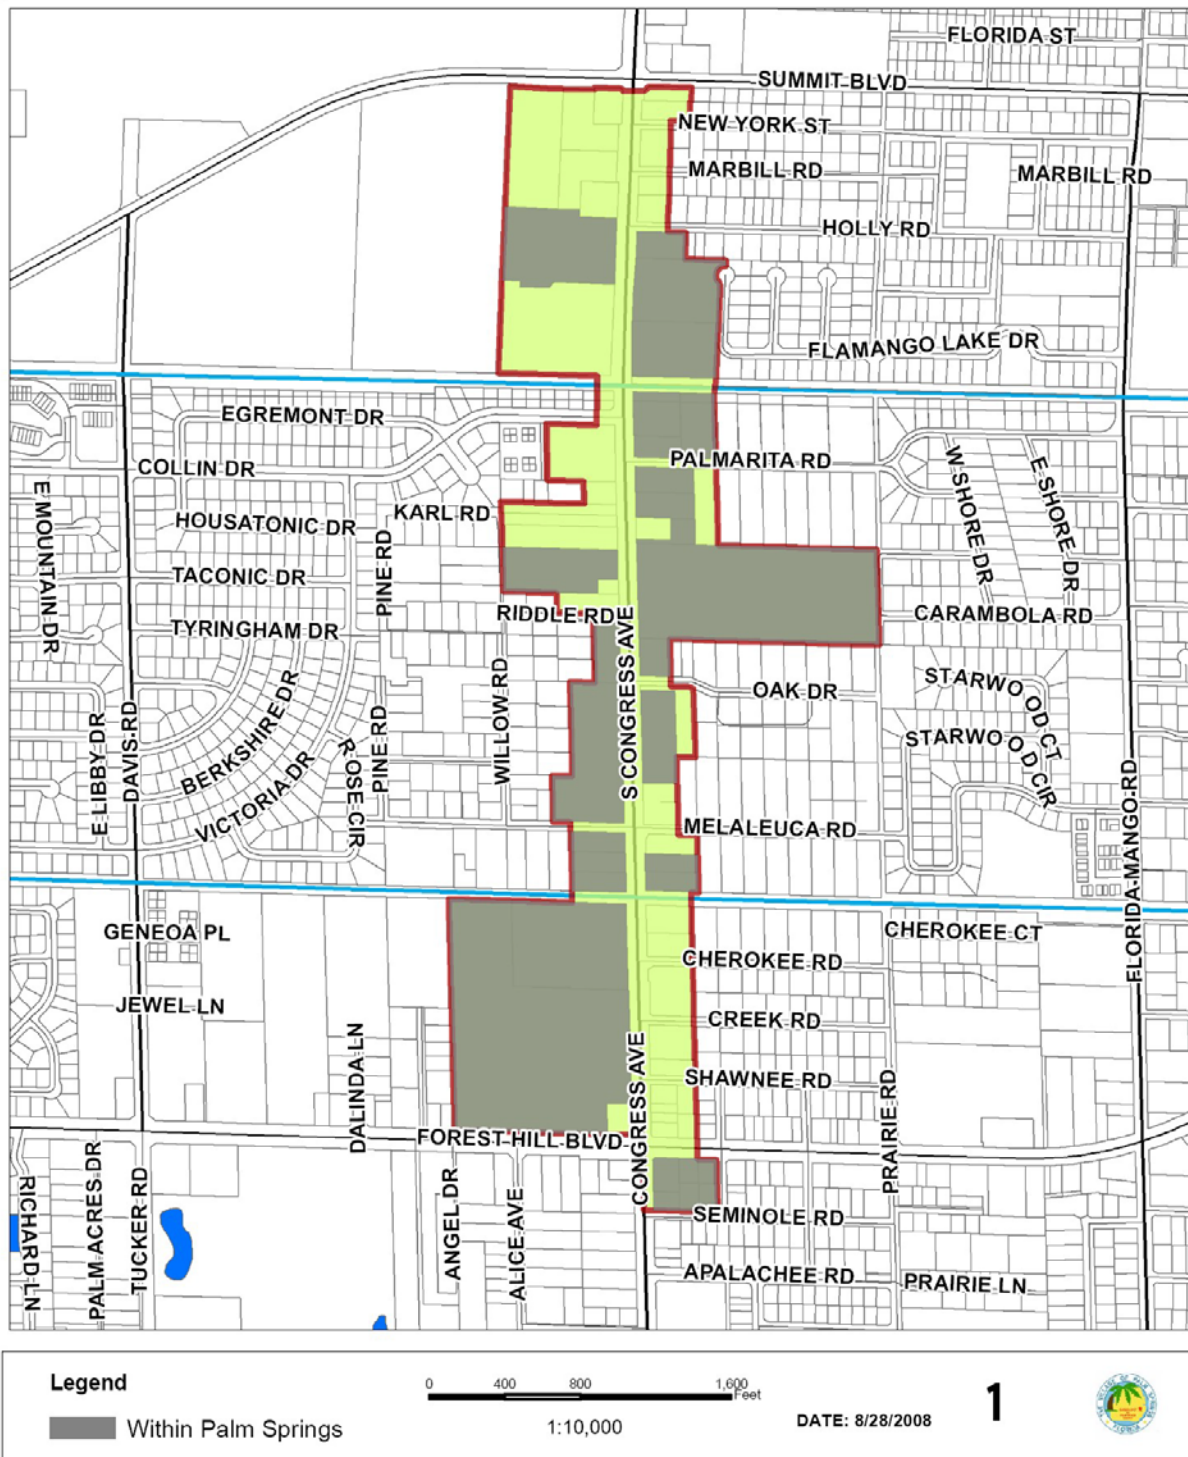 FLORIDA ST
SUMMIT BLVD
NEW YORK ST
MARBILL RD
MARBILL RD
HOLLY RD
FLAMANGO LAKE DR
EGREMONT DR
COLLIN DR
PALMARITA RD
W SHORE DR
E SHORE DR
E MOUNTAIN DR
KARL RD
HOUSATONIC DR
PINE RD
TACONIC DR
RIDDLE RD
CARAMBOLA RD
TYRINGHAM DR
S CONGRESS AVE
WILLOW RD
OAK DR
STARWOOD CT
STARWOOD CIR
BERKSHIRE DR
E LIBBY DR
DAVIS RD
PINE RD
VICTORIA DR
ROSE CIR
MELALEUCA RD
FLORIDA-MANGO RD
GENEOA PL
CHEROKEE CT
CHEROKEE RD
JEWEL LN
CREEK RD
DALINDA LN
CONGRESS AVE
SHAWNEE RD
PRAIRIE RD
FOREST HILL BLVD
RICHARD LN
PALM ACRES DR
TUCKER RD
ANGEL DR
ALICE AVE
SEMINOLE RD
APALACHEE RD
PRAIRIE LN
Legend
Within Palm Springs
0 400 800 1,600
Feet
1:10,000
DATE: 8/28/2008
1